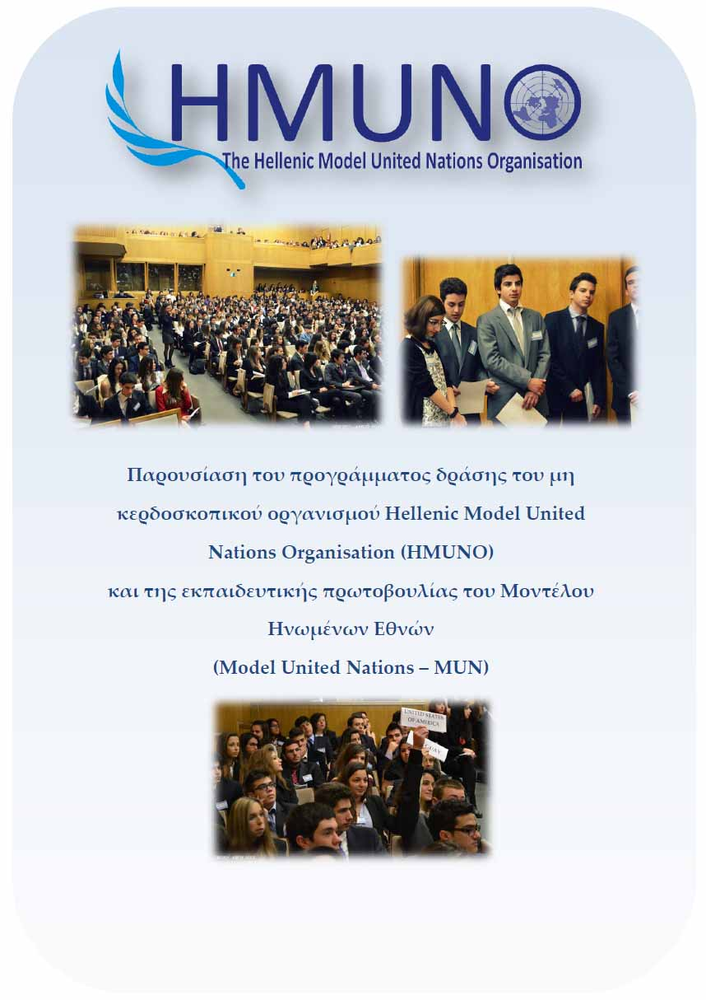 HMUNO
The Hellenic Model United Nations Organisation
Παρουσίαση του προγράμματος δράσης του μη
κερδοσκοπικού οργανισμού Hellenic Model United
Nations Organisation (HMUNO)
και της εκπαιδευτικής πρωτοβουλίας του Μοντέλου
Ηνωμένων Εθνών
(Model United Nations – MUN)
UNITED STATES
OF AMERICA